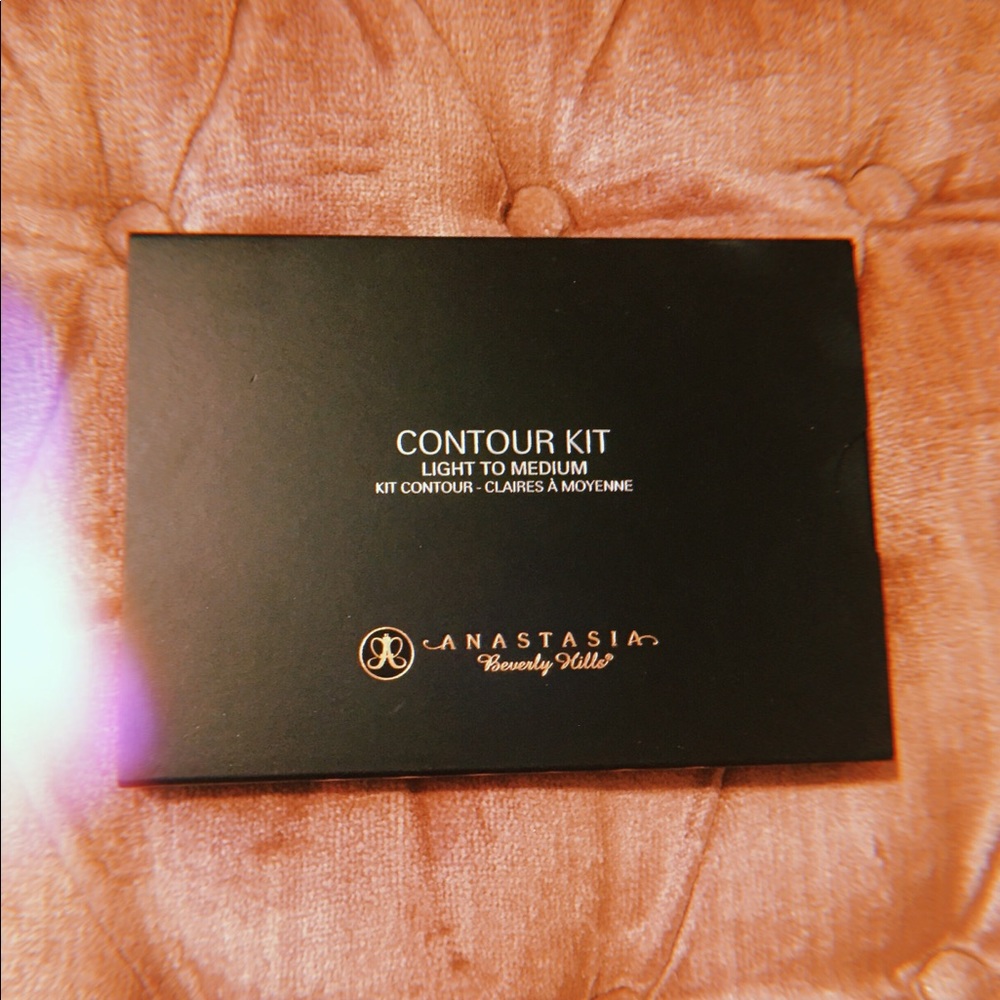 CONTOUR KIT
LIGHT TO MEDIUM
KIT CONTOUR - CLAIRES À MOYENNE
ANASTASIA
Beverly Hills®